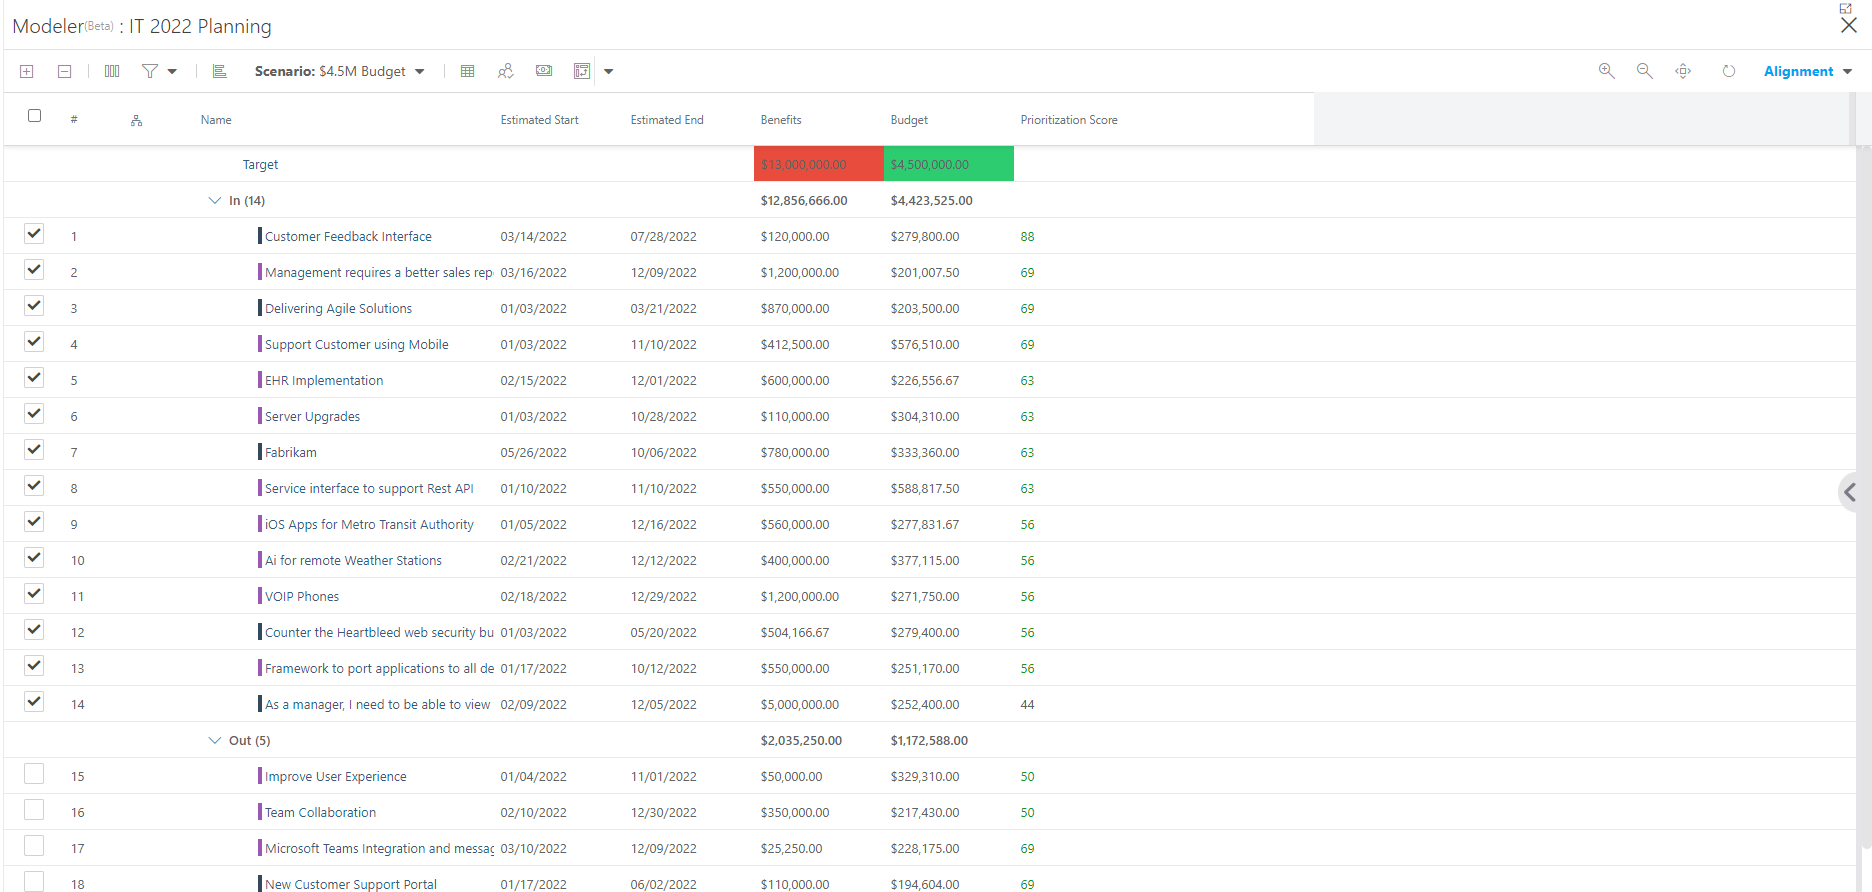 Modeler(Beta) : IT 2022 Planning
Scenario: $4.5M Budget Alignment
# Name Estimated Start Estimated End Benefits Budget Prioritization Score
Target $13,000,000.00 $4,500,000.00
In (14) $12,856,666.00 $4,423,525.00
1 Customer Feedback Interface 03/14/2022 07/28/2022 $120,000.00 $279,800.00 88
2 Management requires a better sales rep 03/16/2022 12/09/2022 $1,200,000.00 $201,007.50 69
3 Delivering Agile Solutions 01/03/2022 03/21/2022 $870,000.00 $203,500.00 69
4 Support Customer using Mobile 01/03/2022 11/10/2022 $412,500.00 $576,510.00 69
5 EHR Implementation 02/15/2022 12/01/2022 $600,000.00 $226,556.67 63
6 Server Upgrades 01/03/2022 10/28/2022 $110,000.00 $304,310.00 63
7 Fabrikam 05/26/2022 10/06/2022 $780,000.00 $333,360.00 63
8 Service interface to support Rest API 01/10/2022 11/10/2022 $550,000.00 $588,817.50 63
9 iOS Apps for Metro Transit Authority 01/05/2022 12/16/2022 $560,000.00 $277,831.67 56
10 Ai for remote Weather Stations 02/21/2022 12/12/2022 $400,000.00 $377,115.00 56
11 VOIP Phones 02/18/2022 12/29/2022 $1,200,000.00 $271,750.00 56
12 Counter the Heartbleed web security bu 01/03/2022 05/20/2022 $504,166.67 $279,400.00 56
13 Framework to port applications to all de 01/17/2022 10/12/2022 $550,000.00 $251,170.00 56
14 As a manager, I need to be able to view 02/09/2022 12/05/2022 $5,000,000.00 $252,400.00 44
Out (5) $2,035,250.00 $1,172,588.00
15 Improve User Experience 01/04/2022 11/01/2022 $50,000.00 $329,310.00 50
16 Team Collaboration 02/10/2022 12/30/2022 $350,000.00 $217,430.00 50
17 Microsoft Teams Integration and messag 03/10/2022 12/09/2022 $25,250.00 $228,175.00 69
18 New Customer Support Portal 01/17/2022 06/02/2022 $110,000.00 $194,604.00 69